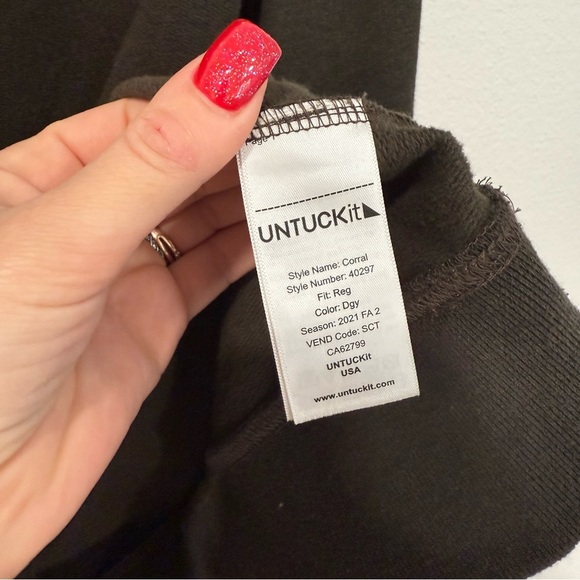 UNTUCKit
Style Name: Corral
Style Number: 40297
Fit: Reg
Color: Dgy
Season: 2021 FA 2
VEND Code: SCT
CA62799
UNTUCKit
USA
www.untuckit.com